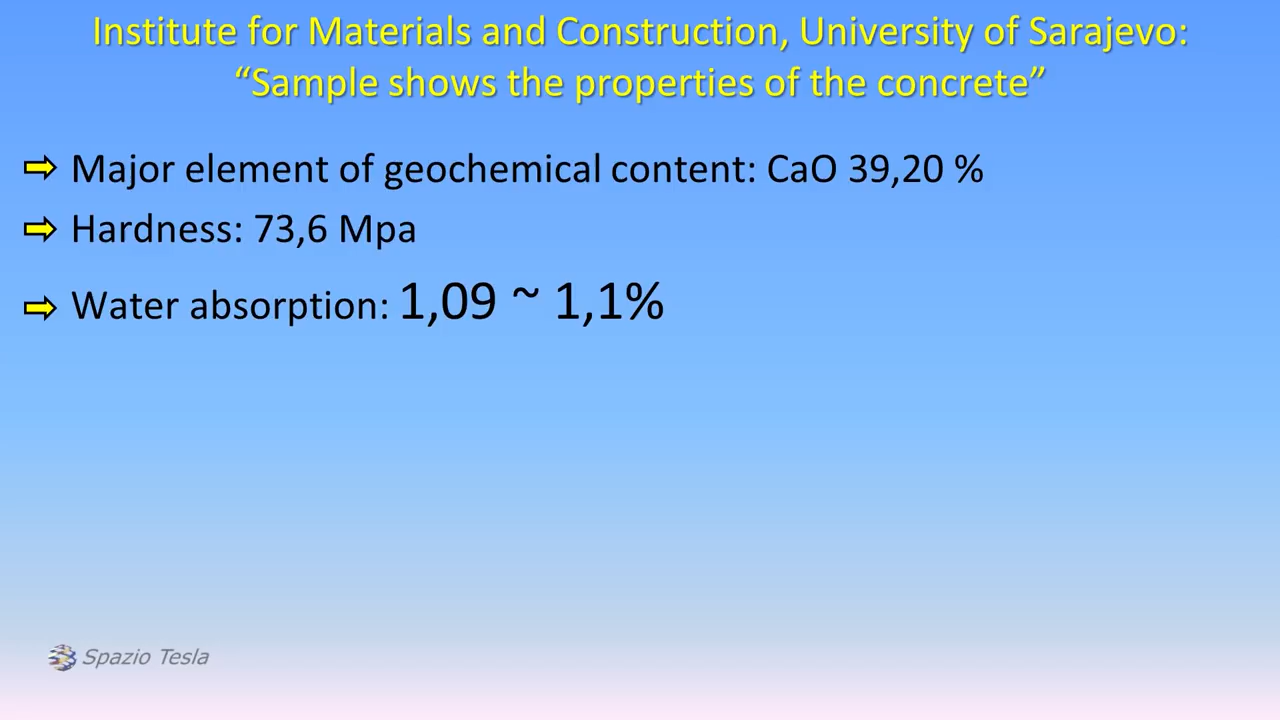 Institute for Materials and Construction, University of Sarajevo:
“Sample shows the properties of the concrete”
Major element of geochemical content: CaO 39,20 %
Hardness: 73,6 Mpa
Water absorption: 1,09 ~ 1,1%
Spazio Tesla